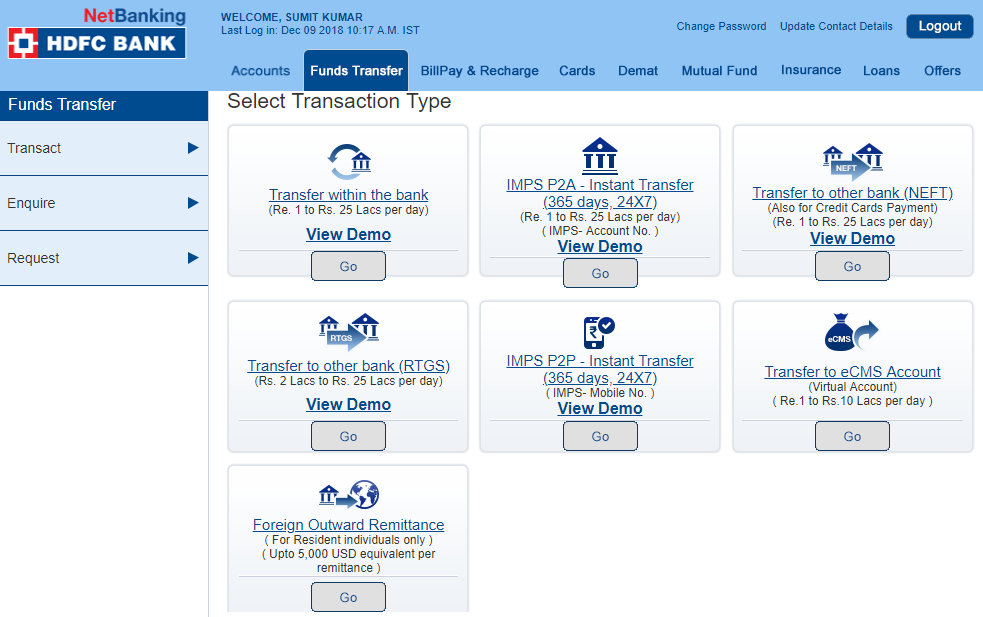 NetBanking
HDFC BANK
WELCOME, SUMIT KUMAR
Last Log in: Dec 09 2018 10:17 A.M. IST
Change Password
Update Contact Details
Logout
Accounts
Funds Transfer
BillPay & Recharge
Cards
Demat
Mutual Fund
Insurance
Loans
Offers
Funds Transfer
Transact
Enquire
Request
Select Transaction Type
Transfer within the bank
(Re. 1 to Rs. 25 Lacs per day)
View Demo
Go
IMPS P2A - Instant Transfer
(365 days, 24X7)
(Re. 1 to Rs. 25 Lacs per day)
( IMPS- Account No. )
View Demo
Go
NEFT
Transfer to other bank (NEFT)
(Also for Credit Cards Payment)
(Re. 1 to Rs. 25 Lacs per day)
View Demo
Go
RTGS
Transfer to other bank (RTGS)
(Rs. 2 Lacs to Rs. 25 Lacs per day)
View Demo
Go
₹
IMPS P2P - Instant Transfer
(365 days, 24X7)
( IMPS- Mobile No. )
View Demo
Go
eCMS
Transfer to eCMS Account
(Virtual Account)
( Re.1 to Rs.10 Lacs per day )
Go
Foreign Outward Remittance
( For Resident individuals only )
( Upto 5,000 USD equivalent per
remittance )
Go